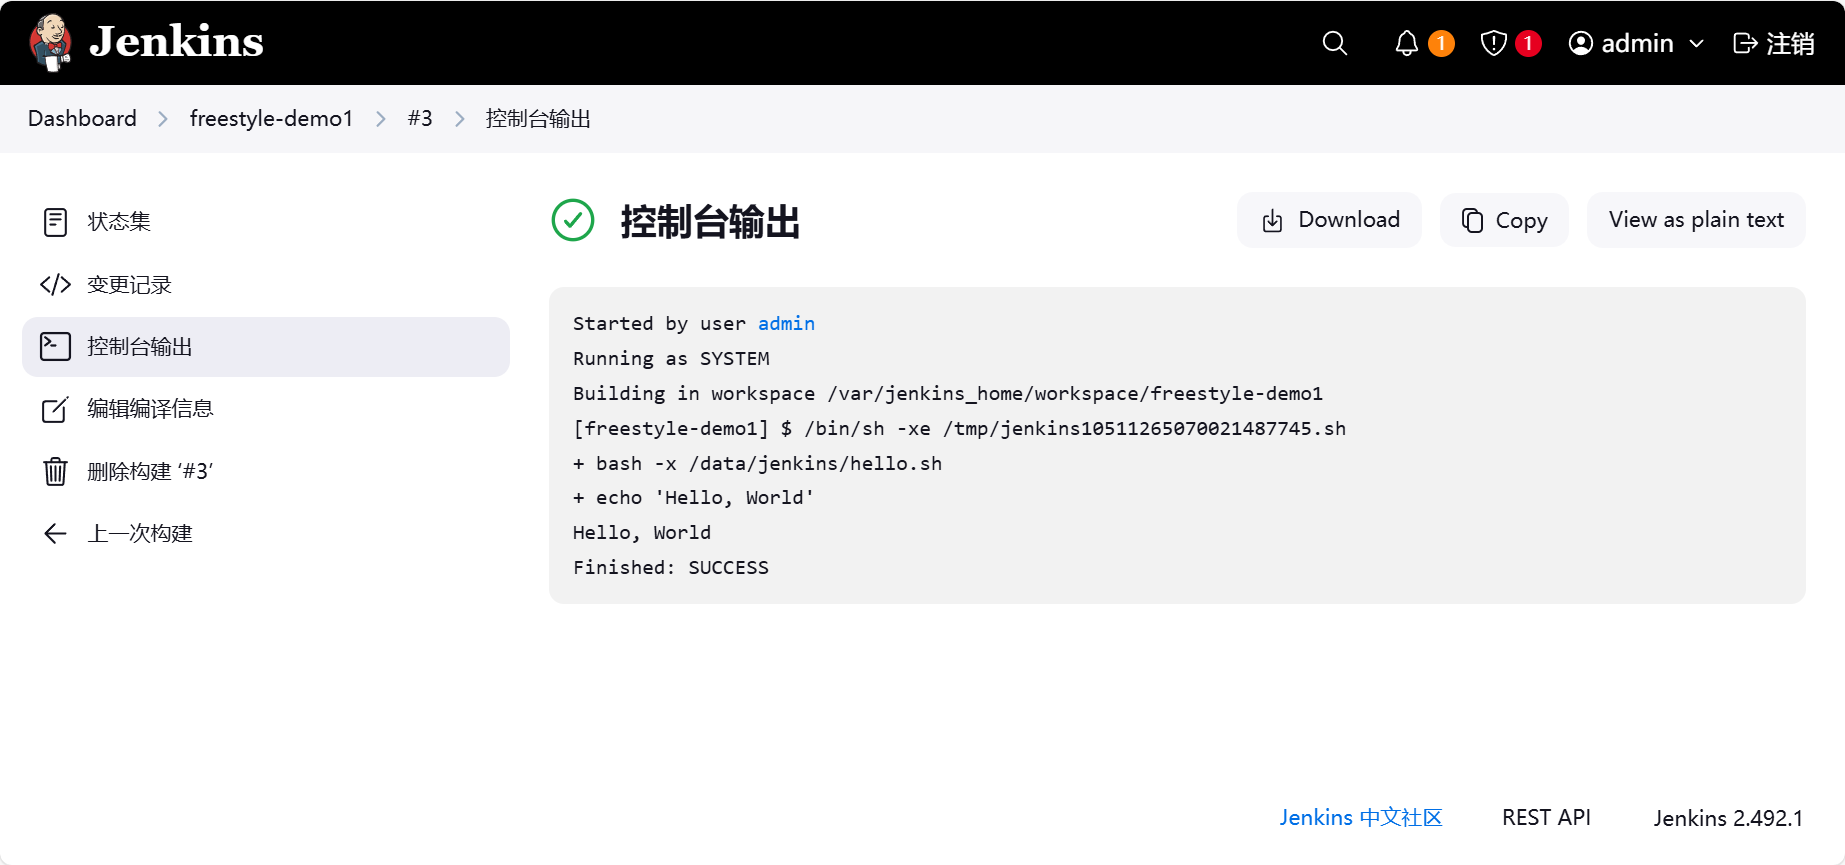 Jenkins
1
1
admin
注销
Dashboard
freestyle-demo1
#3
控制台输出
状态集
变更记录
控制台输出
编辑编译信息
删除构建 ‘#3’
上一次构建
控制台输出
Download
Copy
View as plain text
Started by user admin
Running as SYSTEM
Building in workspace /var/jenkins_home/workspace/freestyle-demo1
[freestyle-demo1] $ /bin/sh -xe /tmp/jenkins10511265070021487745.sh
+ bash -x /data/jenkins/hello.sh
+ echo 'Hello, World'
Hello, World
Finished: SUCCESS
Jenkins 中文社区
REST API
Jenkins 2.492.1